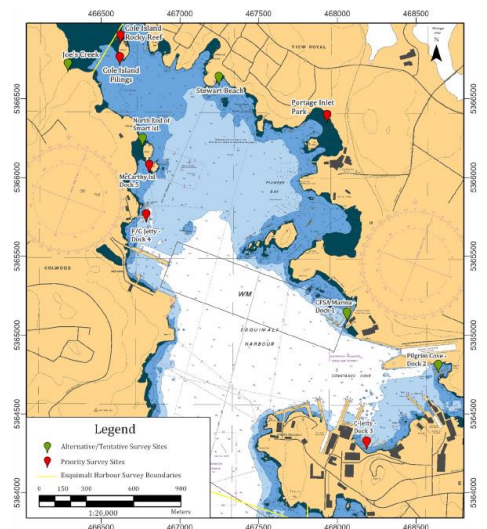 466500 467000 467500 468000 468500
Cole Island
Rocky Reef
Joe's Creek
Cole Island
Pilings
VIEW ROYAL
N
Stewart Beach
Portage Inlet
Park
North End of
Smart Isl.
McCarthy Isl.
Dock 5
F/G Jetty -
Dock 4
COLWOOD
WM
ESQUIMALT
HARBOUR
CFSA Marina
Dock 1
CONSTANCE COVE
Pilgrim Cove -
Dock 2
C-Jetty
Dock 3
5366500
5366000
5365500
5365000
5364500
5364000
5366500
5366000
5365500
5365000
5364500
5364000
Legend
Alternative/Tentative Survey Sites
Priority Survey Sites
Esquimalt Harbour Survey Boundaries
0 150 300 600 900
1:20,000 Meters
466500 467000 467500 468000 468500